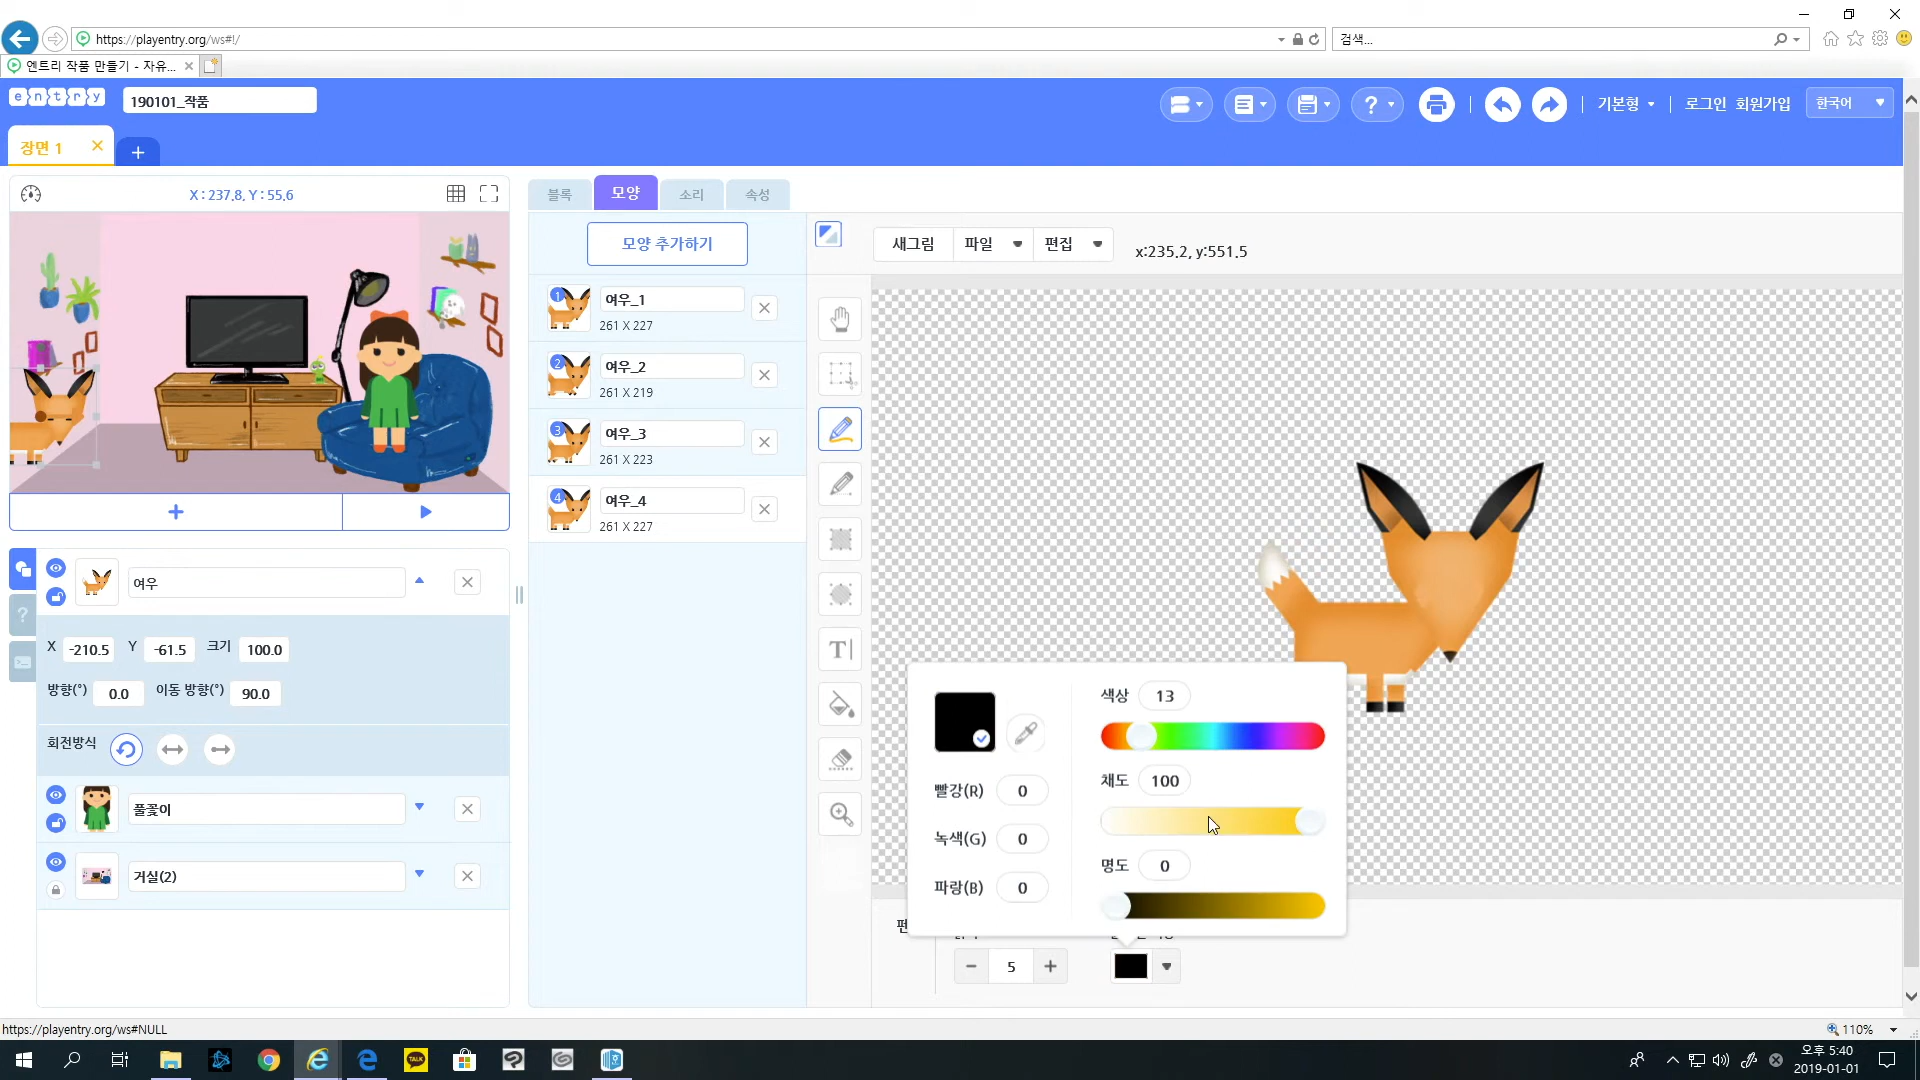 https://playentry.org/ws#!/
검색...
엔트리 작품 만들기 - 자유...
entry
190101_작품
기본형
로그인
회원가입
한국어
장면 1
X : 237.8, Y : 55.6
블록
모양
소리
속성
모양 추가하기
새그림
파일
편집
x:235.2, y:551.5
1
여우_1
261 X 227
2
여우_2
261 X 219
3
여우_3
261 X 223
4
여우_4
261 X 227
여우
X -210.5 Y -61.5 크기 100.0
방향(°) 0.0 이동 방향(°) 90.0
회전방식
풀꽃이
거실(2)
색상 13
채도 100
명도 0
빨강(R) 0
녹색(G) 0
파랑(B) 0
펜
5
https://playentry.org/ws#NULL
110%
TALK
오후 5:40
2019-01-01